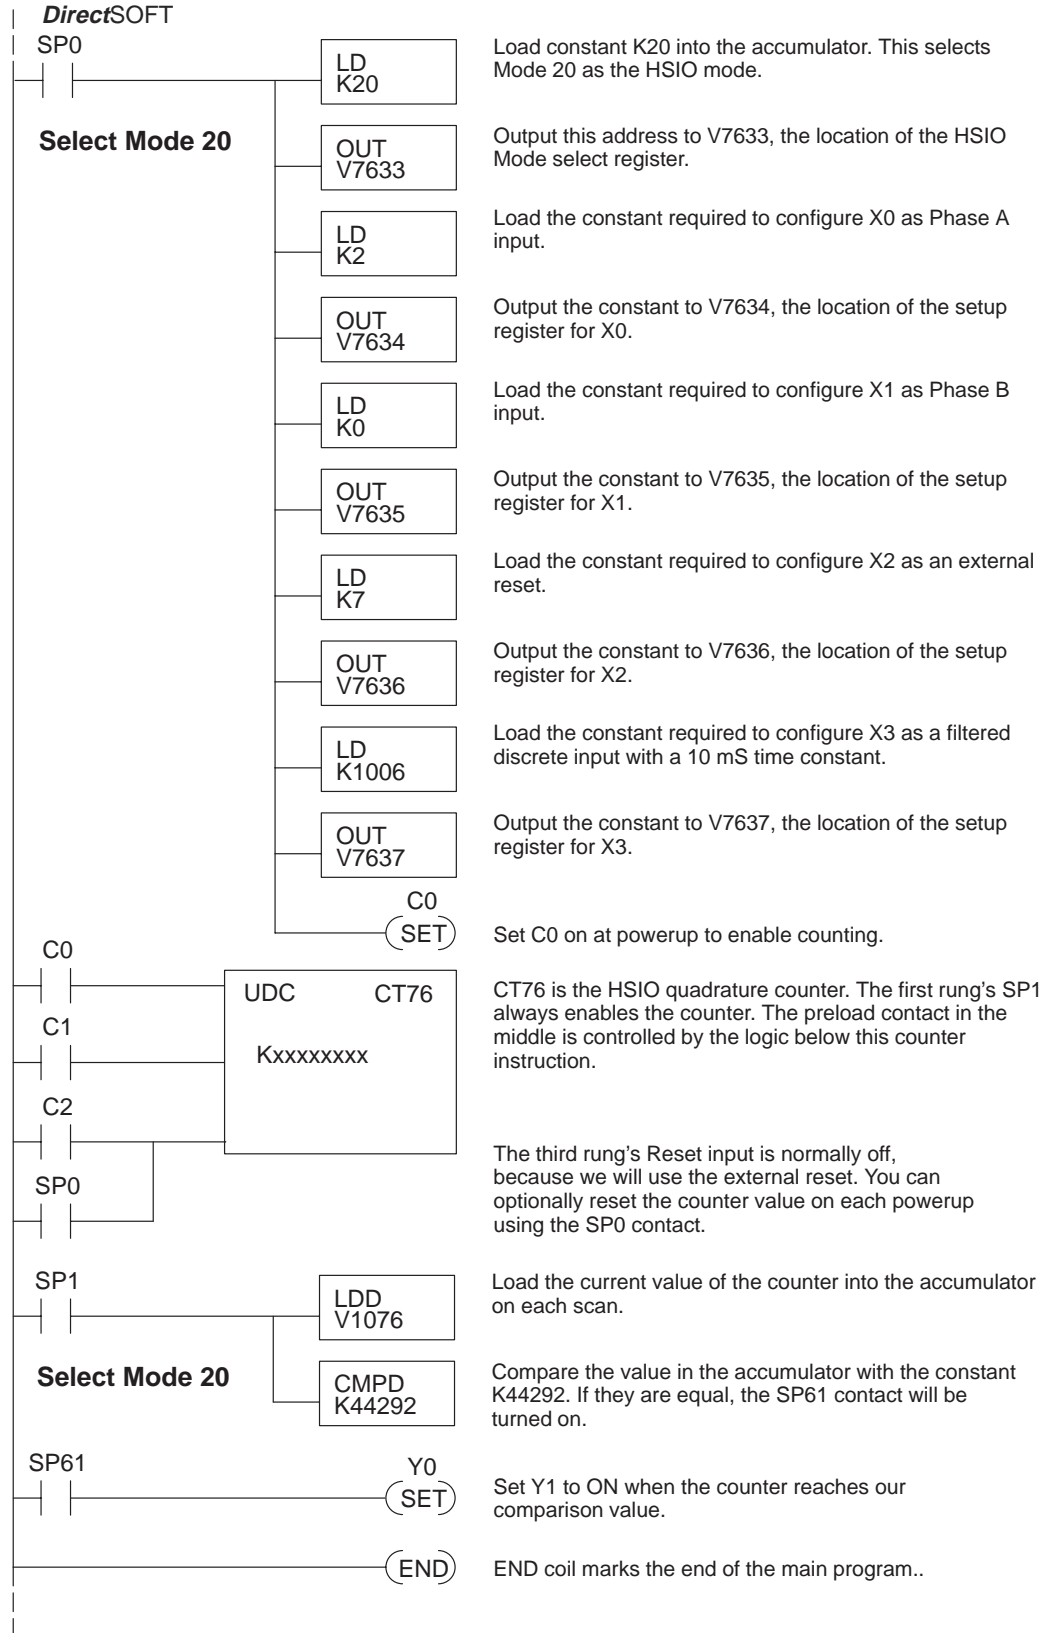 DirectSOFT
SP0
LD
K20
Load constant K20 into the accumulator. This selects
Mode 20 as the HSIO mode.
Select Mode 20
OUT
V7633
Output this address to V7633, the location of the HSIO
Mode select register.
LD
K2
Load the constant required to configure X0 as Phase A
input.
OUT
V7634
Output the constant to V7634, the location of the setup
register for X0.
LD
K0
Load the constant required to configure X1 as Phase B
input.
OUT
V7635
Output the constant to V7635, the location of the setup
register for X1.
LD
K7
Load the constant required to configure X2 as an external
reset.
OUT
V7636
Output the constant to V7636, the location of the setup
register for X2.
LD
K1006
Load the constant required to configure X3 as a filtered
discrete input with a 10 mS time constant.
OUT
V7637
Output the constant to V7637, the location of the setup
register for X3.
C0
SET
Set C0 on at powerup to enable counting.
C0
UDC CT76
Kxxxxxxxx
C1
CT76 is the HSIO quadrature counter. The first rung's SP1
always enables the counter. The preload contact in the
middle is controlled by the logic below this counter
instruction.
C2
SP0
The third rung's Reset input is normally off,
because we will use the external reset. You can
optionally reset the counter value on each powerup
using the SP0 contact.
SP1
LDD
V1076
Load the current value of the counter into the accumulator
on each scan.
Select Mode 20
CMPD
K44292
Compare the value in the accumulator with the constant
K44292. If they are equal, the SP61 contact will be
turned on.
SP61
Y0
SET
Set Y1 to ON when the counter reaches our
comparison value.
END
END coil marks the end of the main program..